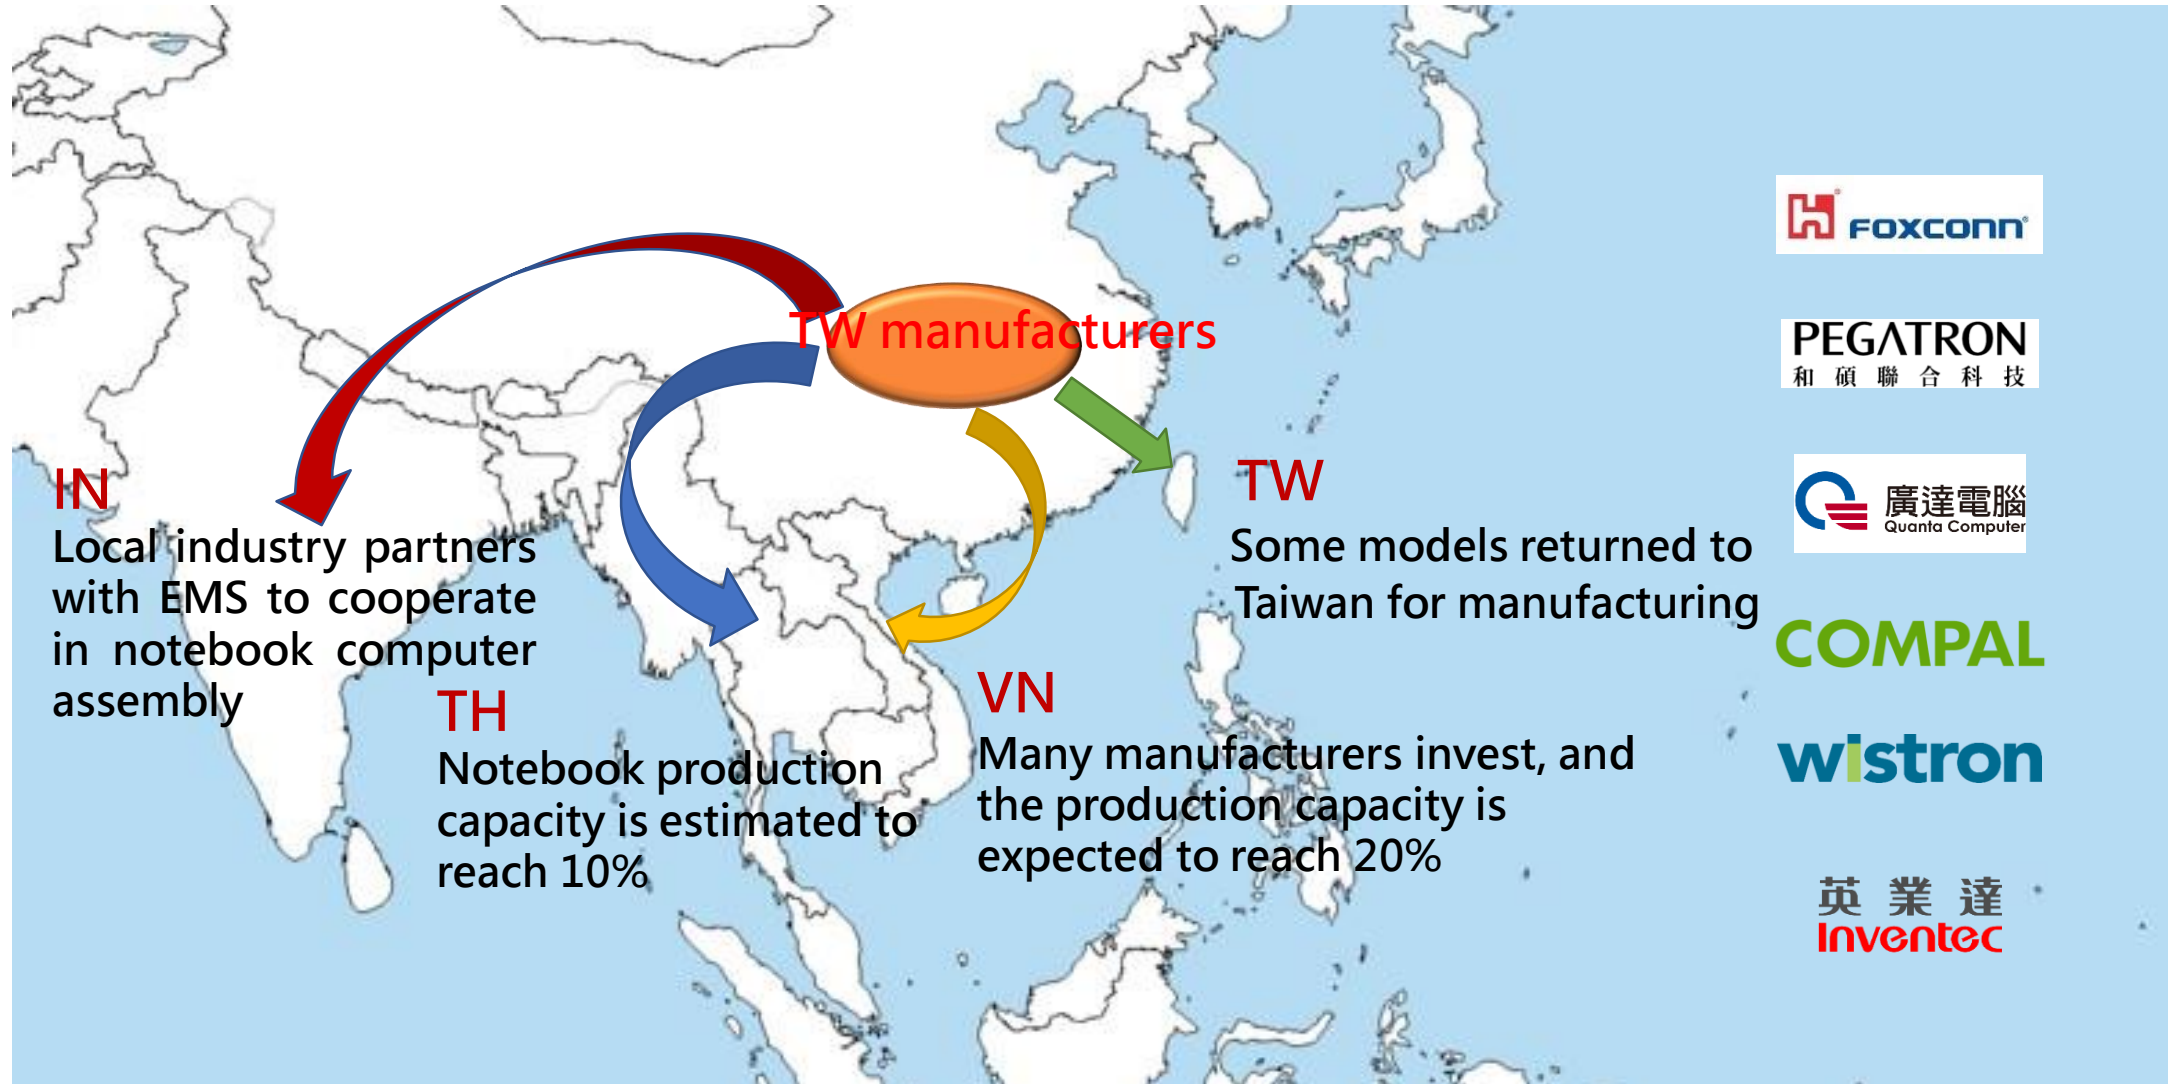 TW manufacturers
IN
Local industry partners
with EMS to cooperate
in notebook computer
assembly
TH
Notebook production
capacity is estimated to
reach 10%
VN
Many manufacturers invest, and
the production capacity is
expected to reach 20%
TW
Some models returned to
Taiwan for manufacturing
FOXCONN®
PEGATRON
和碩聯合科技
廣達電腦
Quanta Computer
COMPAL
wistron
英業達
Inventec